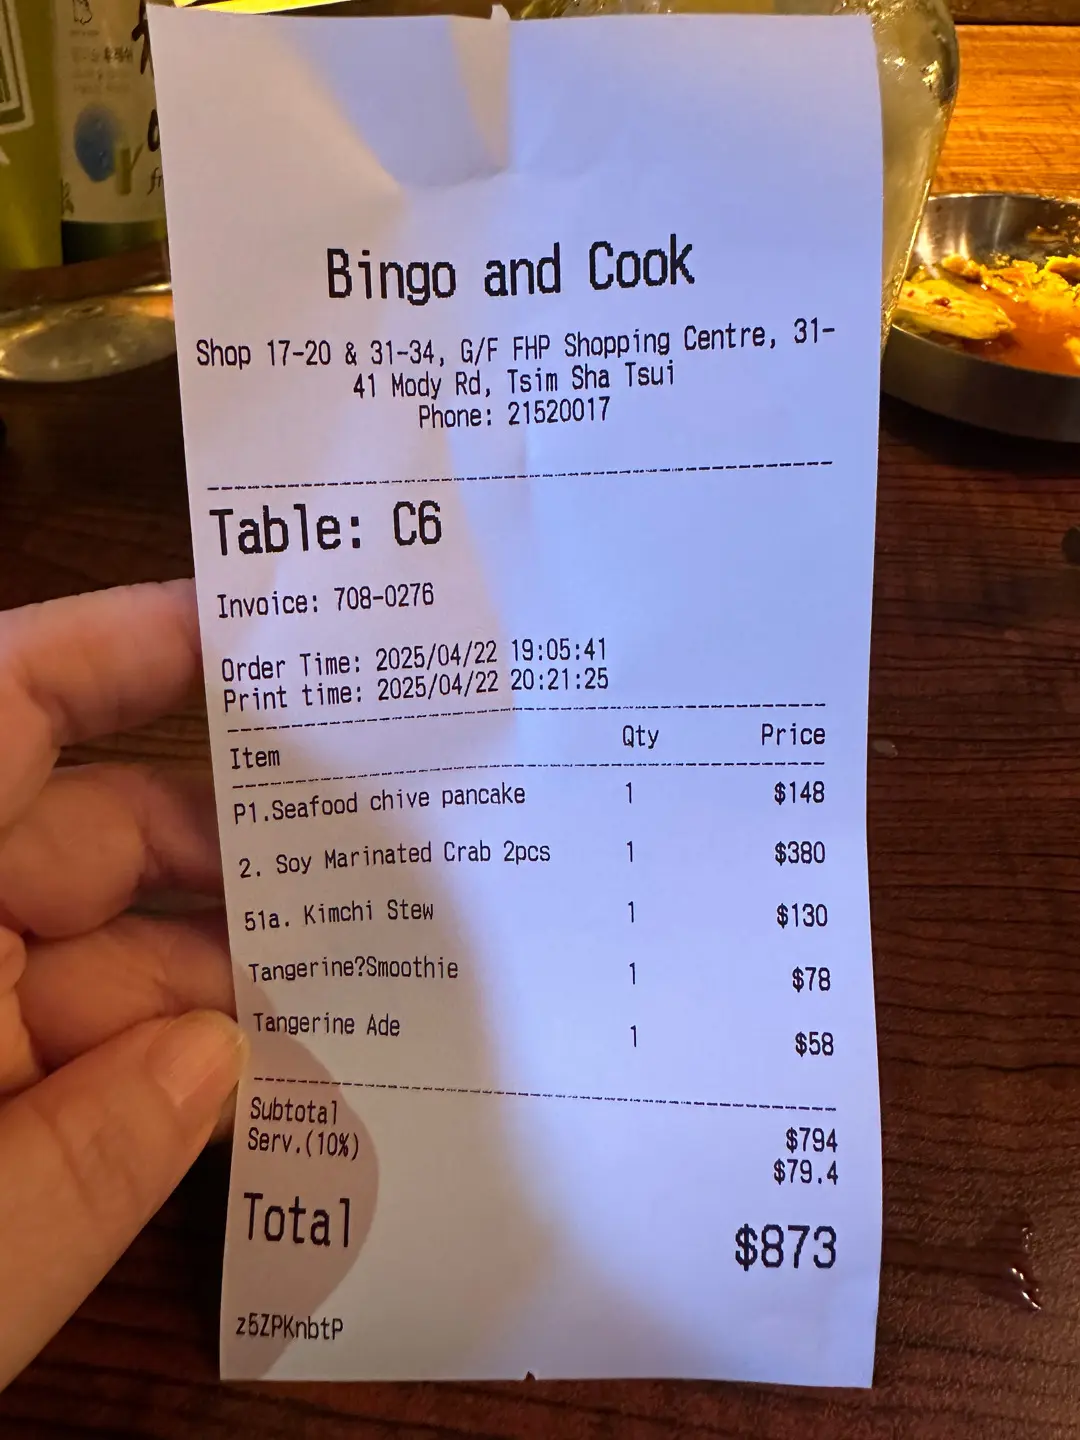 Bingo and Cook
Shop 17-20 & 31-34, G/F FHP Shopping Centre, 31-
41 Mody Rd, Tsim Sha Tsui
Phone: 21520017
Table: C6
Invoice: 708-0276
Order Time: 2025/04/22 19:05:41
Print time: 2025/04/22 20:21:25
Item Qty Price
P1.Seafood chive pancake 1 $148
2. Soy Marinated Crab 2pcs 1 $380
51a. Kimchi Stew 1 $130
Tangerine?Smoothie 1 $78
Tangerine Ade 1 $58
Subtotal $794
Serv.(10%) $79.4
Total $873
z5ZPKnbtP